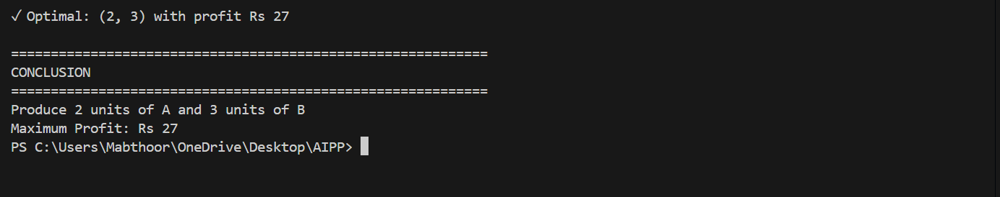 ✓ Optimal: (2, 3) with profit Rs 27
============================================================
CONCLUSION
============================================================
Produce 2 units of A and 3 units of B
Maximum Profit: Rs 27
PS C:\Users\Mabthoor\OneDrive\Desktop\AIPP>